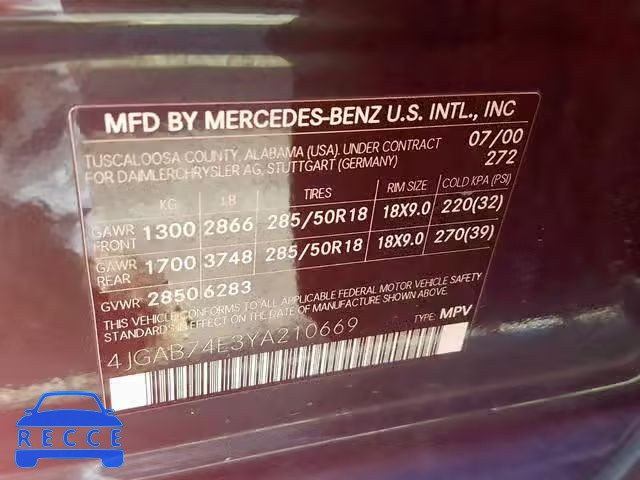 MFD BY MERCEDES-BENZ U.S. INTL., INC
TUSCALOOSA COUNTY, ALABAMA (USA). UNDER CONTRACT 07/00
FOR DAIMLERCHRYSLER AG, STUTTGART (GERMANY) 272
KG LB TIRES RIM SIZE COLD KPA (PSI)
GAWR FRONT 1300 2866 285/50R18 18X9.0 220(32)
GAWR REAR 1700 3748 285/50R18 18X9.0 270(39)
GVWR 2850 6283
THIS VEHICLE CONFORMS TO ALL APPLICABLE FEDERAL MOTOR VEHICLE SAFETY
STANDARDS IN EFFECT ON THE DATE OF MANUFACTURE SHOWN ABOVE.
4JGAB74E3YA210669 TYPE: MPV
RECCE